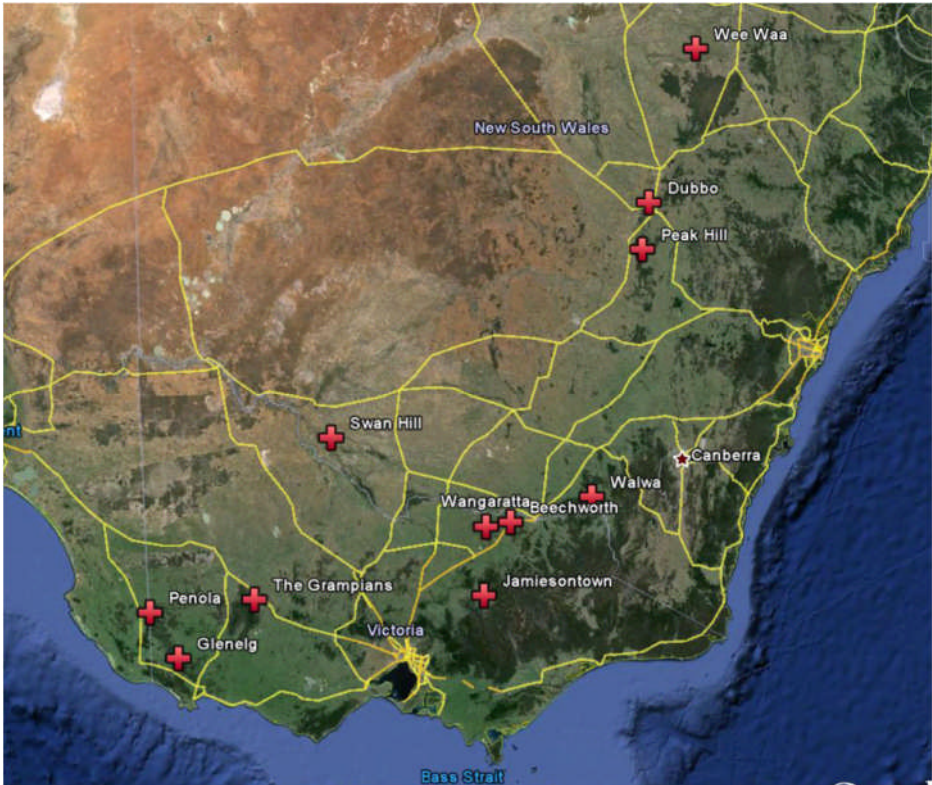 Wee Waa
New South Wales
Dubbo
Peak Hill
Swan Hill
nt
Canberra
Walwa
Wangaratta
Beechworth
The Grampians
Jamiesontown
Penola
Victoria
Glenelg
Bass Strait